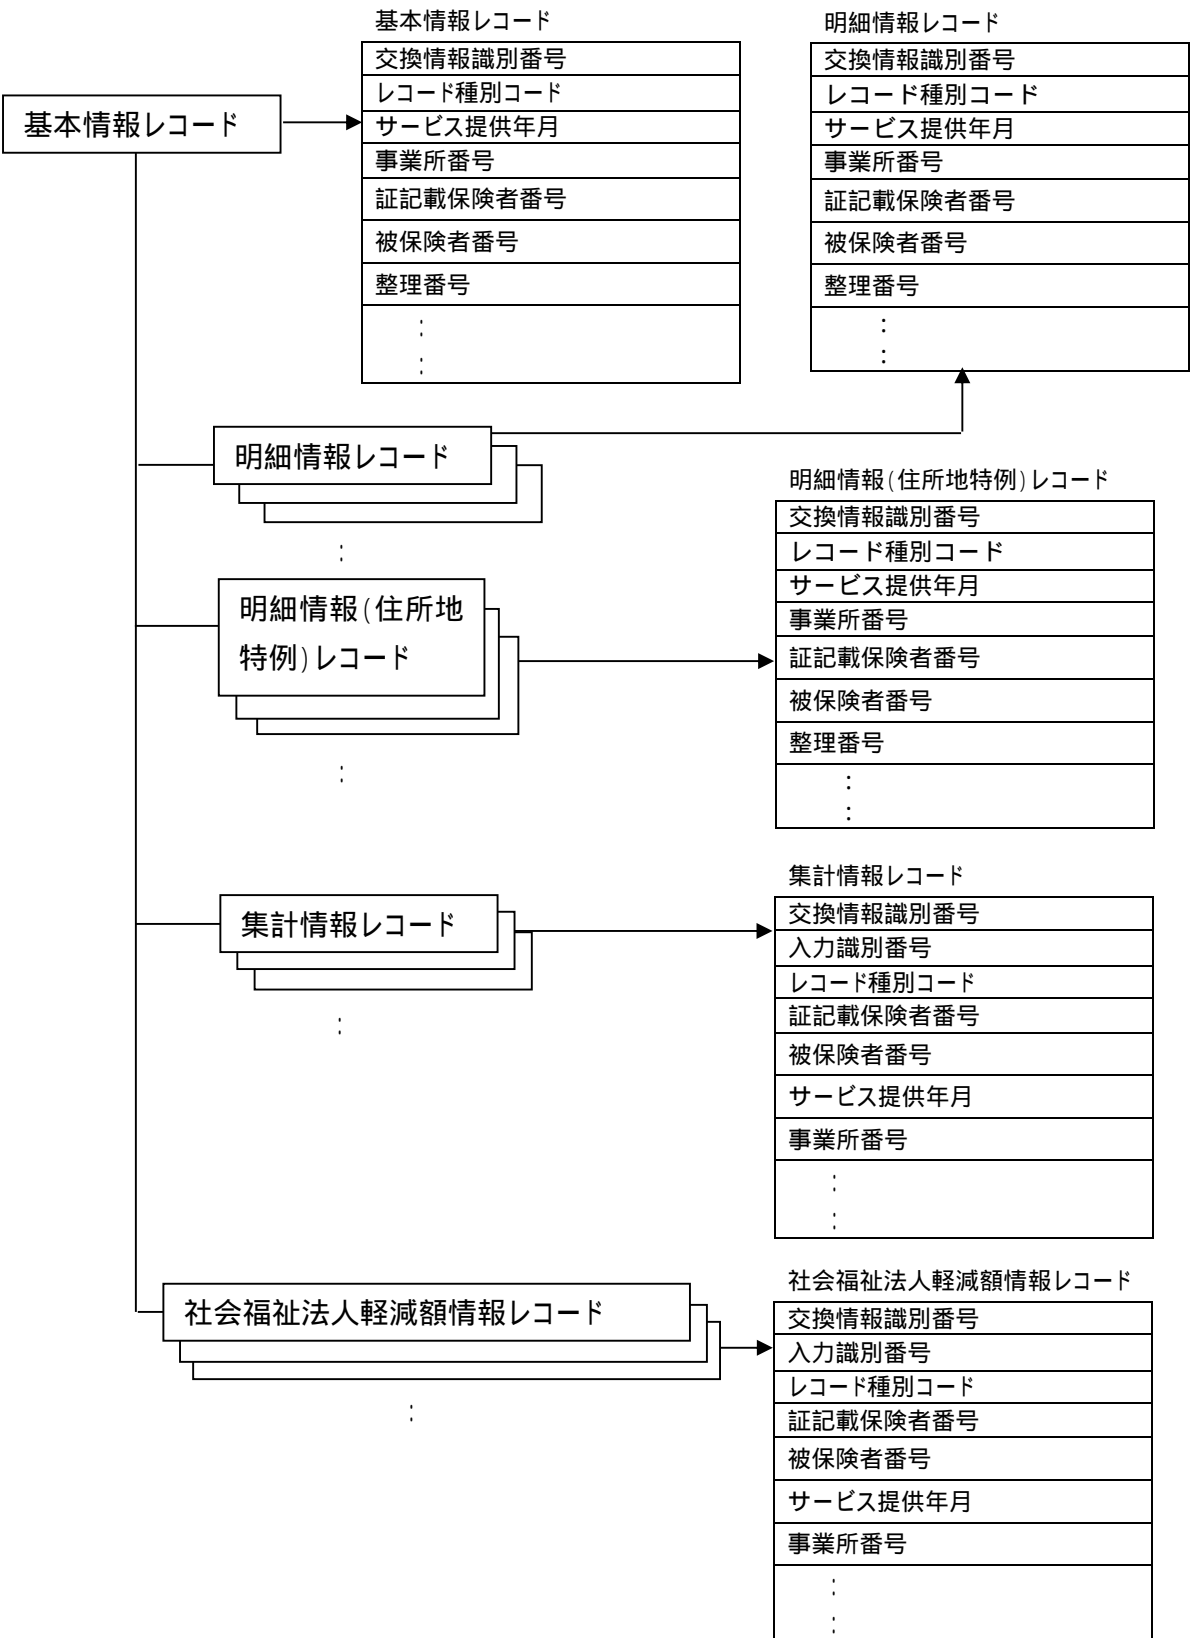 基本情報レコード
基本情報レコード
交換情報識別番号
レコード種別コード
サービス提供年月
事業所番号
証記載保険者番号
被保険者番号
整理番号
:
:
明細情報レコード
交換情報識別番号
レコード種別コード
サービス提供年月
事業所番号
証記載保険者番号
被保険者番号
整理番号
:
:
明細情報レコード
:
明細情報(住所地
特例)レコード
:
明細情報(住所地特例)レコード
交換情報識別番号
レコード種別コード
サービス提供年月
事業所番号
証記載保険者番号
被保険者番号
整理番号
:
:
集計情報レコード
:
集計情報レコード
交換情報識別番号
入力識別番号
レコード種別コード
証記載保険者番号
被保険者番号
サービス提供年月
事業所番号
:
:
社会福祉法人軽減額情報レコード
:
社会福祉法人軽減額情報レコード
交換情報識別番号
入力識別番号
レコード種別コード
証記載保険者番号
被保険者番号
サービス提供年月
事業所番号
:
: